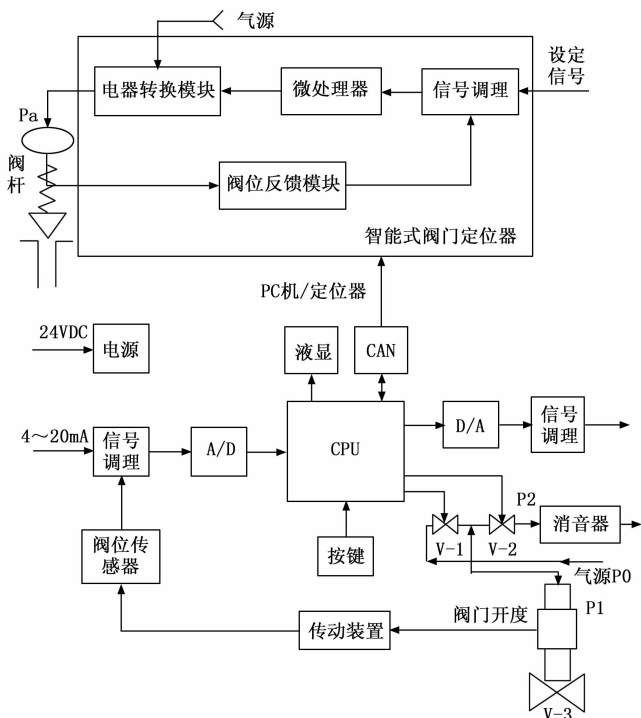 气源
设定
信号
电器转换模块
微处理器
信号调理
Pa
阀
杆
阀位反馈模块
智能式阀门定位器
PC机/定位器
24VDC
电源
液显
CAN
4～20mA
信号
调理
A/D
CPU
D/A
信号
调理
P2
消音器
V-1
V-2
阀位传
感器
按键
气源P0
阀门开度
P1
传动装置
V-3